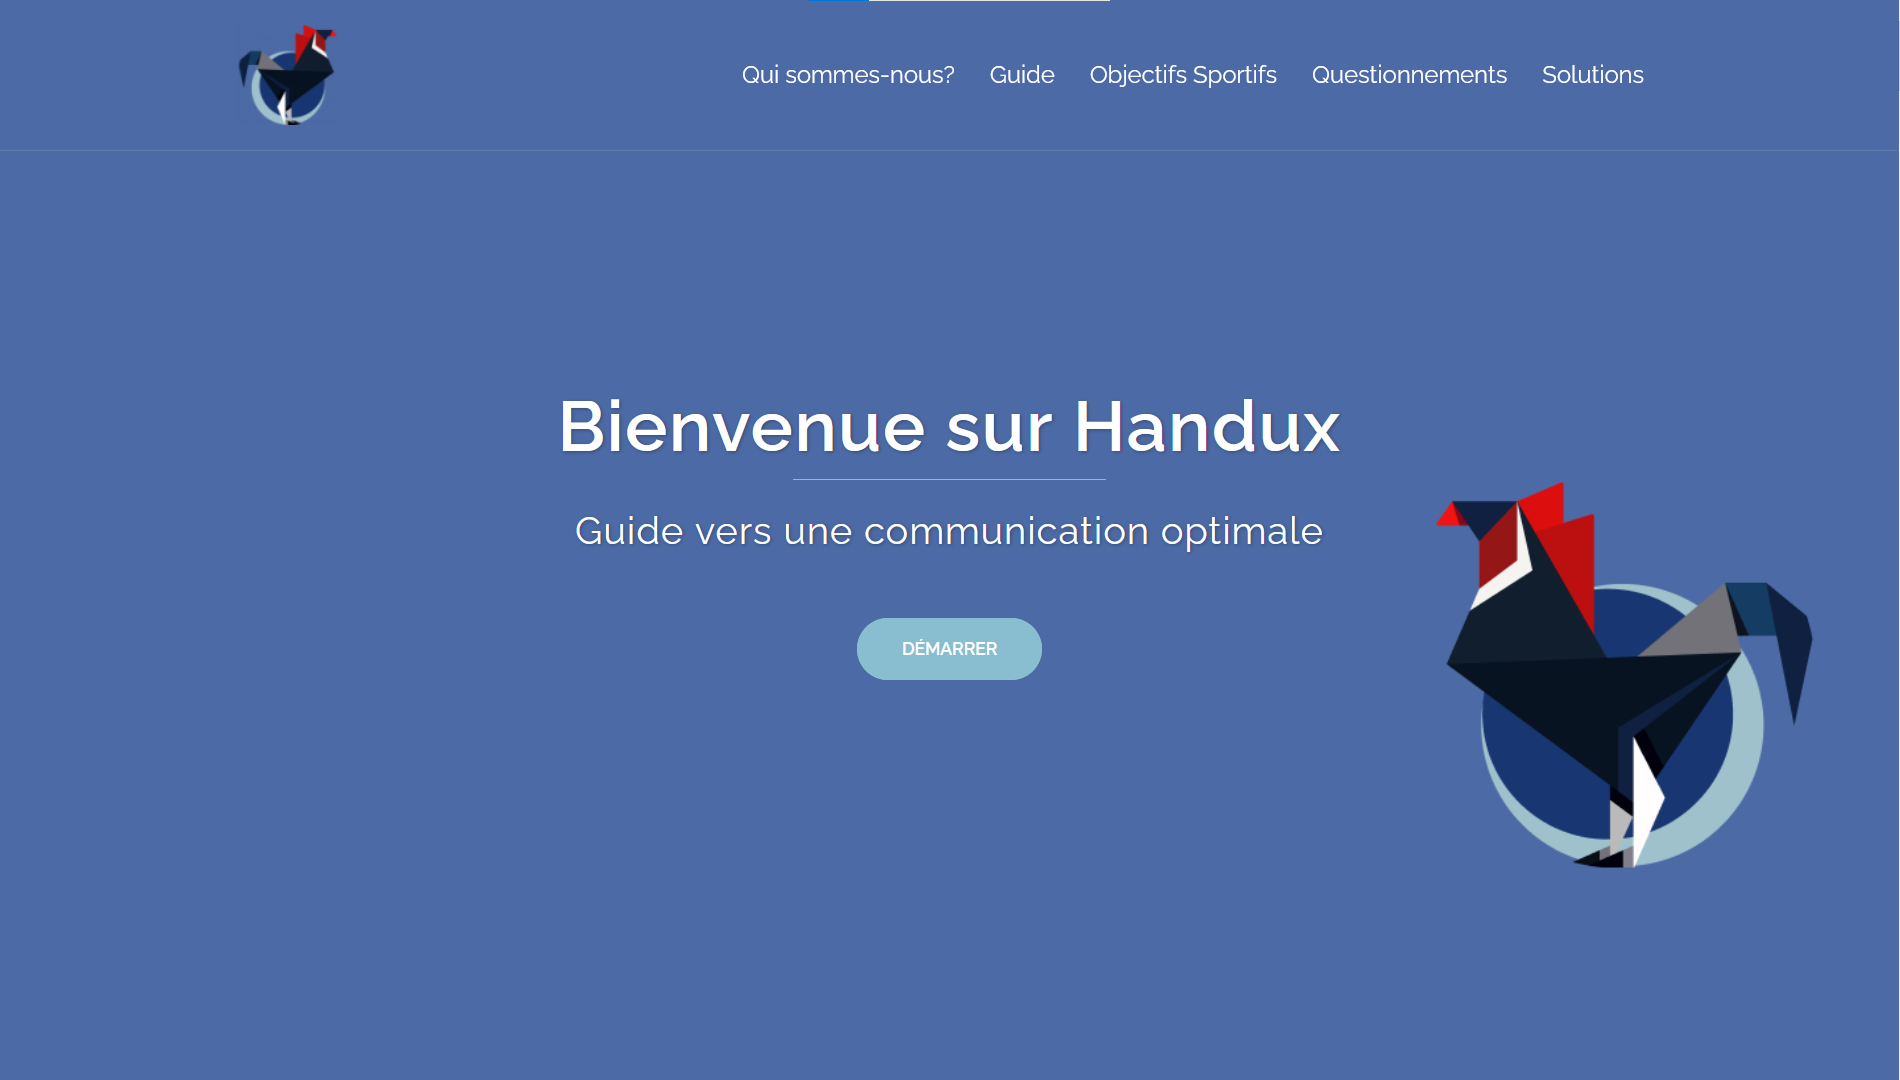 Qui sommes-nous? Guide Objectifs Sportifs Questionnements Solutions
Bienvenue sur Handux
Guide vers une communication optimale
DÉMARRER